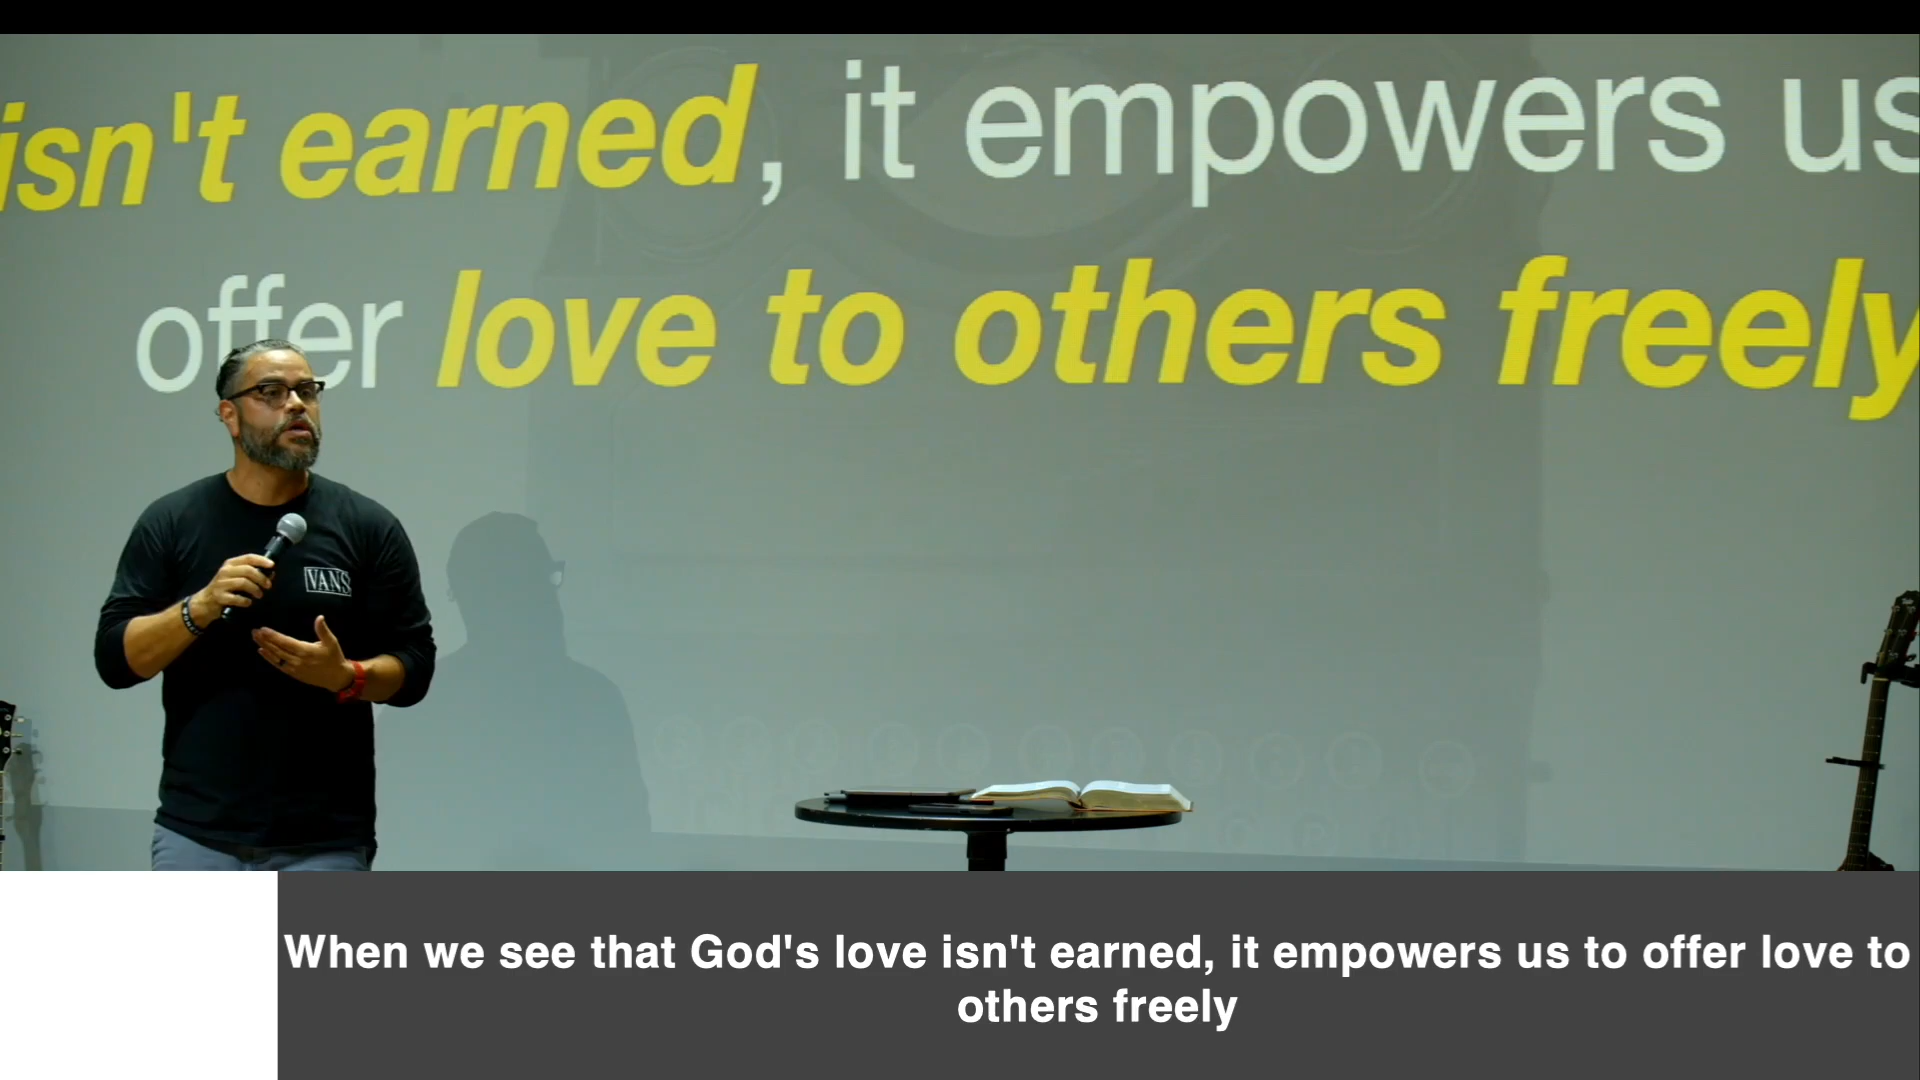 isn't earned, it empowers us
offer love to others freely
VANS
When we see that God's love isn't earned, it empowers us to offer love to
others freely